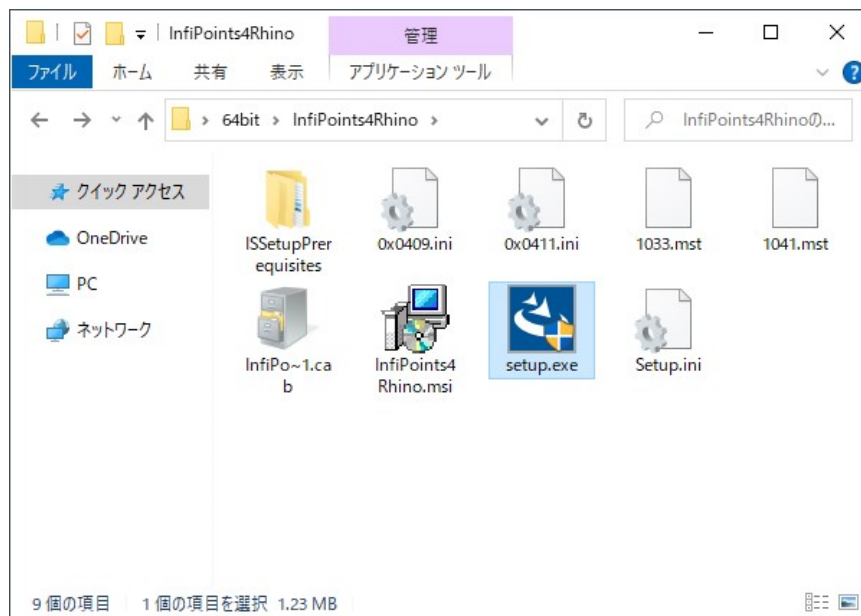 InfiPoints4Rhino
管理
ファイル ホーム 共有 表示 アプリケーション ツール
64bit InfiPoints4Rhino
InfiPoints4Rhinoの...
クイック アクセス
OneDrive
PC
ネットワーク
ISSetupPrer
equisites
0x0409.ini
0x0411.ini
1033.mst
1041.mst
InfiPo~1.ca
b
InfiPoints4
Rhino.msi
setup.exe
Setup.ini
9 個の項目 1 個の項目を選択 1.23 MB